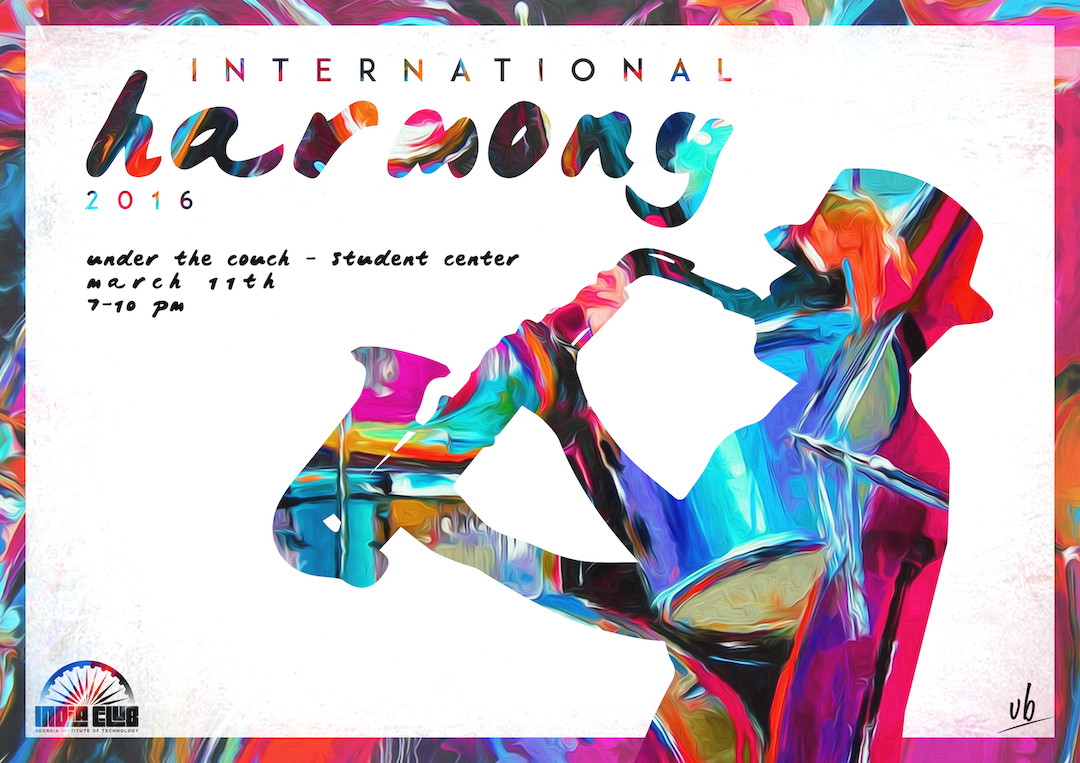 INTERNATIONAL
harmony
2016
under the couch - Student center
march 11th
7-10 pm
INDIA CLUB
GEORGIA INSTITUTE OF TECHNOLOGY
vb